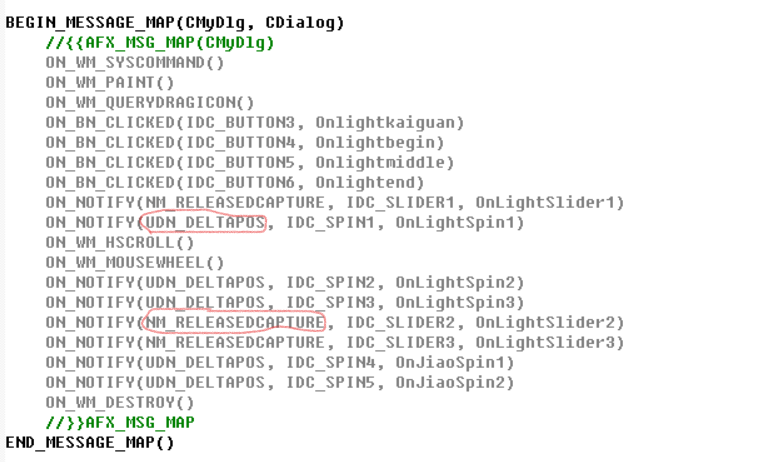 BEGIN_MESSAGE_MAP(CMyDlg, CDialog)
//{{AFX_MSG_MAP(CMyDlg)
ON_WM_SYSCOMMAND()
ON_WM_PAINT()
ON_WM_QUERYDRAGICON()
ON_BN_CLICKED(IDC_BUTTON3, Onlightkaiguan)
ON_BN_CLICKED(IDC_BUTTON4, Onlightbegin)
ON_BN_CLICKED(IDC_BUTTON5, Onlightmiddle)
ON_BN_CLICKED(IDC_BUTTON6, Onlightend)
ON_NOTIFY(NM_RELEASEDCAPTURE, IDC_SLIDER1, OnLightSlider1)
ON_NOTIFY(UDN_DELTAPOS, IDC_SPIN1, OnLightSpin1)
ON_WM_HSCROLL()
ON_WM_MOUSEWHEEL()
ON_NOTIFY(UDN_DELTAPOS, IDC_SPIN2, OnLightSpin2)
ON_NOTIFY(UDN_DELTAPOS, IDC_SPIN3, OnLightSpin3)
ON_NOTIFY(NM_RELEASEDCAPTURE, IDC_SLIDER2, OnLightSlider2)
ON_NOTIFY(NM_RELEASEDCAPTURE, IDC_SLIDER3, OnLightSlider3)
ON_NOTIFY(UDN_DELTAPOS, IDC_SPIN4, OnJiaoSpin1)
ON_NOTIFY(UDN_DELTAPOS, IDC_SPIN5, OnJiaoSpin2)
ON_WM_DESTROY()
//}}AFX_MSG_MAP
END_MESSAGE_MAP()